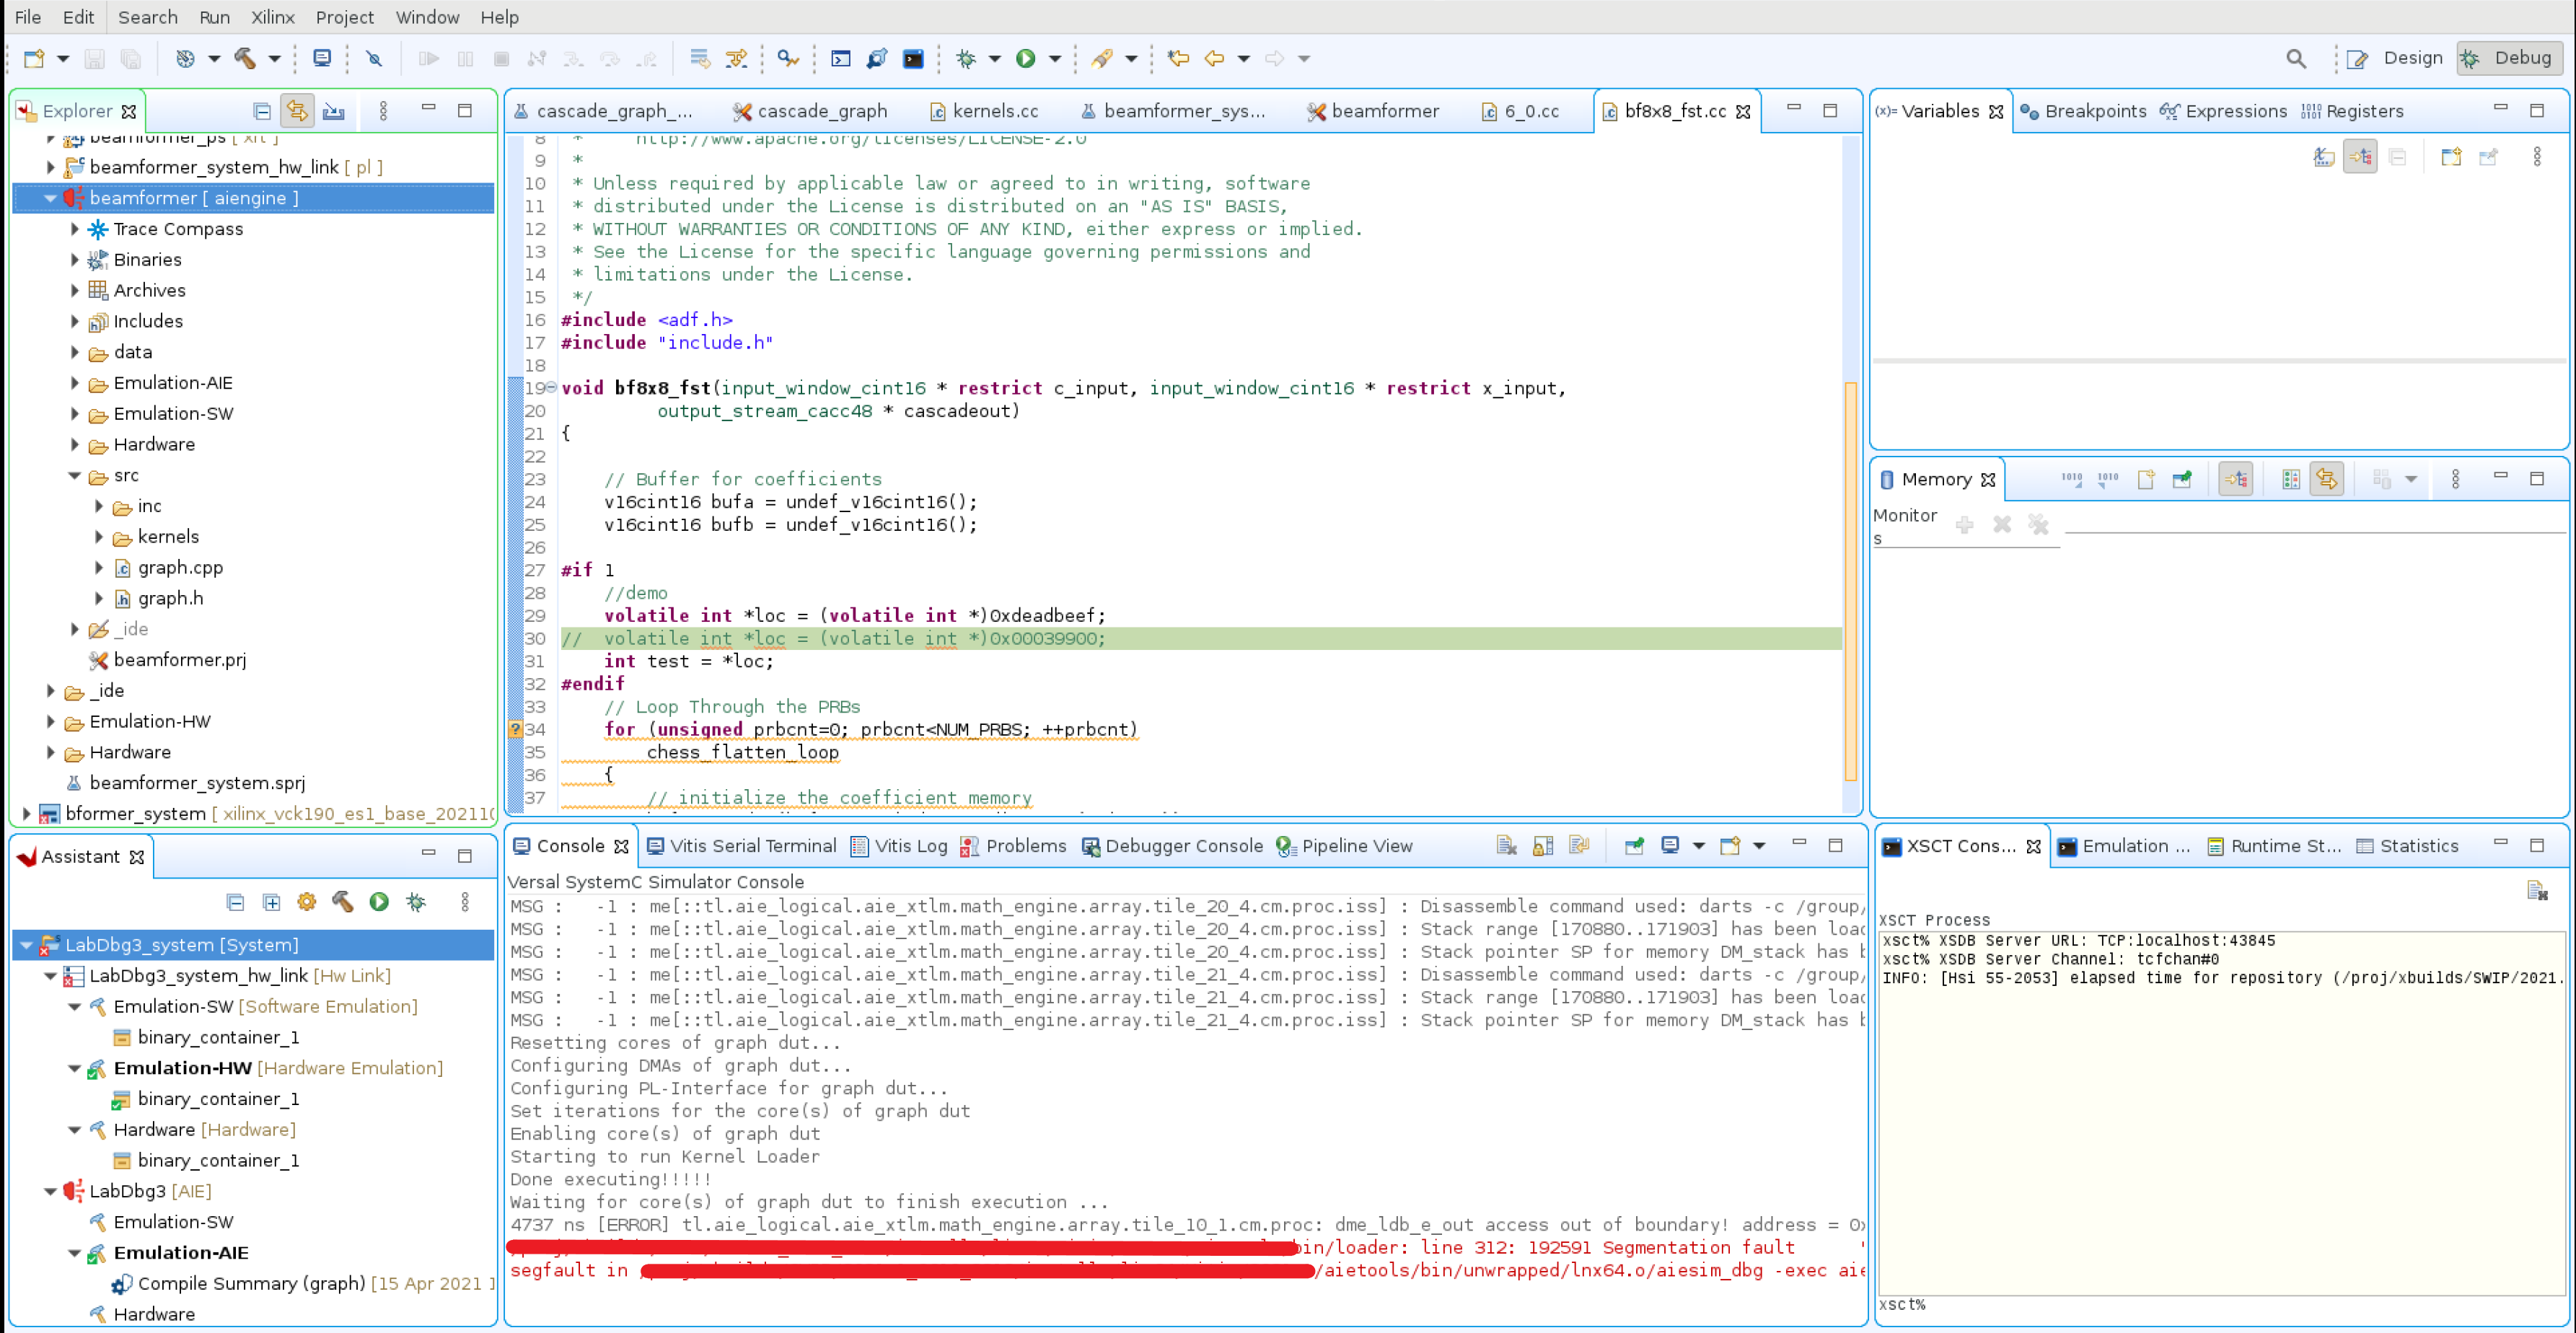 File Edit Search Run Xilinx Project Window Help
Design Debug
Explorer
beamformer_ps [ xrt ]
beamformer_system_hw_link [ pl ]
beamformer [ aiengine ]
Trace Compass
Binaries
Archives
Includes
data
Emulation-AIE
Emulation-SW
Hardware
src
inc
kernels
graph.cpp
graph.h
_ide
beamformer.prj
_ide
Emulation-HW
Hardware
beamformer_system.sprj
bformer_system [ xilinx_vck190_es1_base_20211(
Assistant
LabDbg3_system [System]
LabDbg3_system_hw_link [Hw Link]
Emulation-SW [Software Emulation]
binary_container_1
Emulation-HW [Hardware Emulation]
binary_container_1
Hardware [Hardware]
binary_container_1
LabDbg3 [AIE]
Emulation-SW
Emulation-AIE
Compile Summary (graph) [15 Apr 2021 1
Hardware
cascade_graph_... cascade_graph kernels.cc beamformer_sys... beamformer 6_0.cc bf8x8_fst.cc
8 * http://www.apache.org/licenses/LICENSE-2.0
9 *
10 * Unless required by applicable law or agreed to in writing, software
11 * distributed under the License is distributed on an "AS IS" BASIS,
12 * WITHOUT WARRANTIES OR CONDITIONS OF ANY KIND, either express or implied.
13 * See the License for the specific language governing permissions and
14 * limitations under the License.
15 */
16 #include <adf.h>
17 #include "include.h"
18
19 void bf8x8_fst(input_window_cint16 * restrict c_input, input_window_cint16 * restrict x_input,
20 output_stream_cacc48 * cascadeout)
21 {
22
23 // Buffer for coefficients
24 v16cint16 bufa = undef_v16cint16();
25 v16cint16 bufb = undef_v16cint16();
26
27 #if 1
28 //demo
29 volatile int *loc = (volatile int *)0xdeadbeef;
30 // volatile int *loc = (volatile int *)0x00039900;
31 int test = *loc;
32 #endif
33 // Loop Through the PRBs
34 for (unsigned prbcnt=0; prbcnt<NUM_PRBS; ++prbcnt)
35 chess_flatten_loop
36 {
37 // initialize the coefficient memory
Console Vitis Serial Terminal Vitis Log Problems Debugger Console Pipeline View
Versal SystemC Simulator Console
MSG : -1 : me[::tl.aie_logical.aie_xtlm.math_engine.array.tile_20_4.cm.proc.iss] : Disassemble command used: darts -c /group/
MSG : -1 : me[::tl.aie_logical.aie_xtlm.math_engine.array.tile_20_4.cm.proc.iss] : Stack range [170880..171903] has been loac
MSG : -1 : me[::tl.aie_logical.aie_xtlm.math_engine.array.tile_20_4.cm.proc.iss] : Stack pointer SP for memory DM_stack has b
MSG : -1 : me[::tl.aie_logical.aie_xtlm.math_engine.array.tile_21_4.cm.proc.iss] : Disassemble command used: darts -c /group/
MSG : -1 : me[::tl.aie_logical.aie_xtlm.math_engine.array.tile_21_4.cm.proc.iss] : Stack range [170880..171903] has been loac
MSG : -1 : me[::tl.aie_logical.aie_xtlm.math_engine.array.tile_21_4.cm.proc.iss] : Stack pointer SP for memory DM_stack has b
Resetting cores of graph dut...
Configuring DMAs of graph dut...
Configuring PL-Interface for graph dut...
Set iterations for the core(s) of graph dut
Enabling core(s) of graph dut
Starting to run Kernel Loader
Done executing!!!!!
Waiting for core(s) of graph dut to finish execution ...
4737 ns [ERROR] tl.aie_logical.aie_xtlm.math_engine.array.tile_10_1.cm.proc: dme_ldb_e_out access out of boundary! address = 0x
bin/loader: line 312: 192591 Segmentation fault
segfault in /aietools/bin/unwrapped/lnx64.o/aiesim_dbg -exec aie
Variables Breakpoints Expressions Registers
Memory
Monitor
s
XSCT Cons... Emulation ... Runtime St... Statistics
XSCT Process
xsct% XSDB Server URL: TCP:localhost:43845
xsct% XSDB Server Channel: tcfchan#0
INFO: [Hsi 55-2053] elapsed time for repository (/proj/xbuilds/SWIP/2021.
xsct%